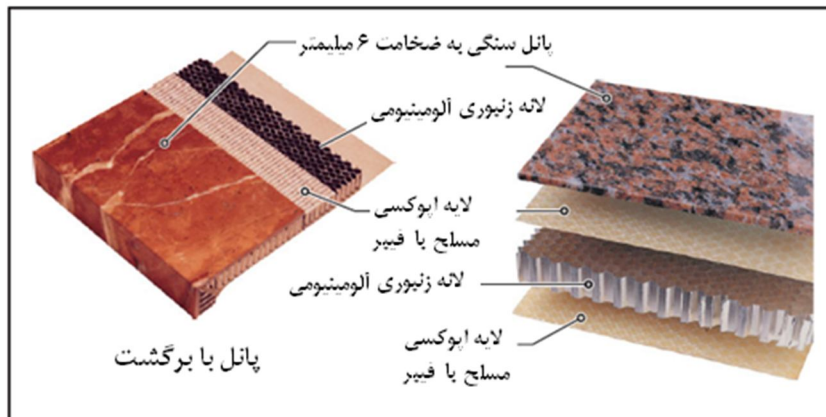 پانل سنگی به ضخامت ۶ میلیمتر
لانه زنبوری آلومینیومی
لایه اپوکسی
مسلح با فیبر
لانه زنبوری آلومینیومی
لایه اپوکسی
مسلح با فیبر
پانل با برگشت